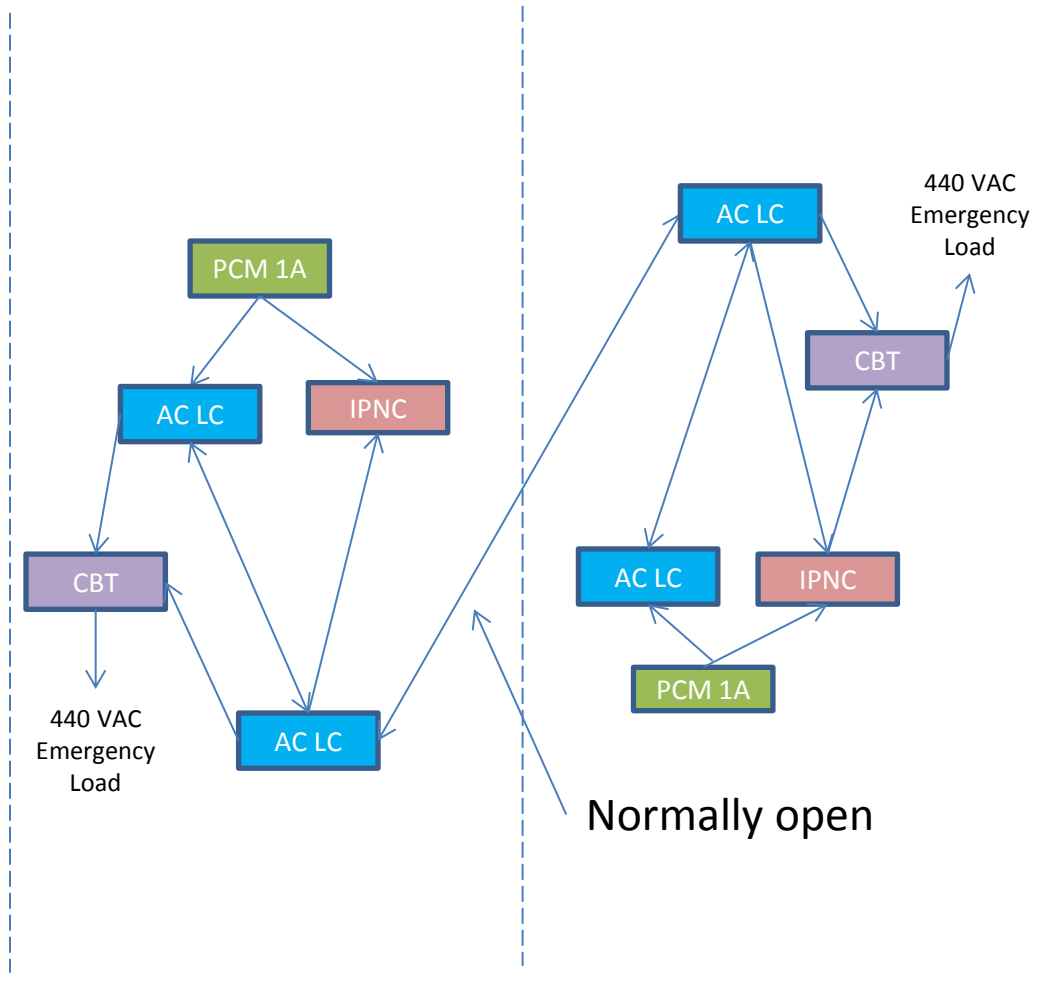 440 VAC
Emergency
Load
AC LC
PCM 1A
CBT
AC LC
IPNC
CBT
AC LC
IPNC
PCM 1A
440 VAC
Emergency
Load
AC LC
Normally open